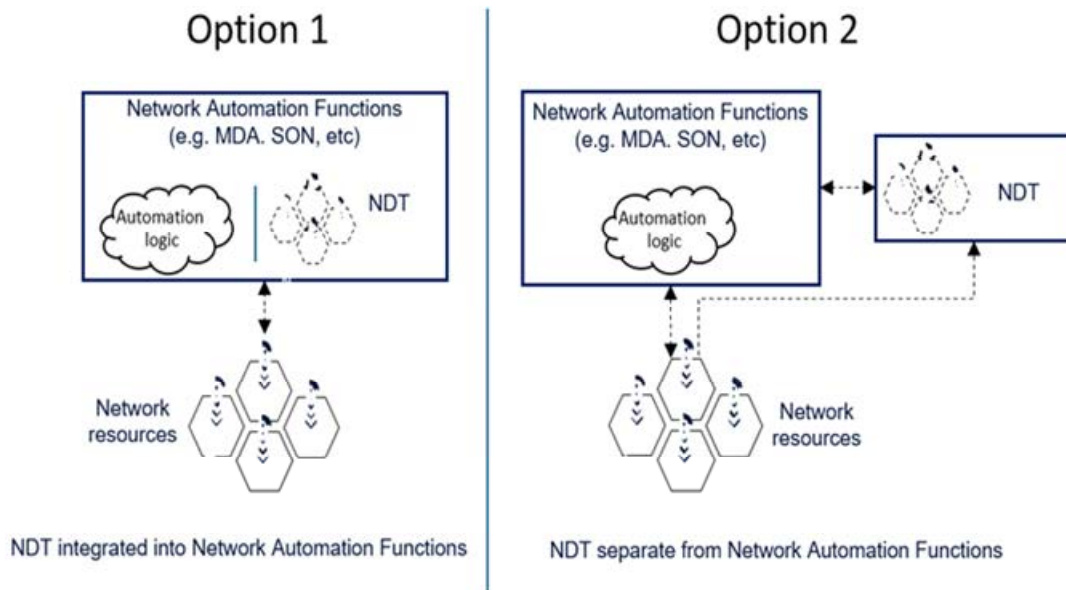 Option 1
Network Automation Functions
(e.g. MDA. SON, etc)
Automation
logic
NDT
Network
resources
NDT integrated into Network Automation Functions
Option 2
Network Automation Functions
(e.g. MDA. SON, etc)
Automation
logic
NDT
Network
resources
NDT separate from Network Automation Functions